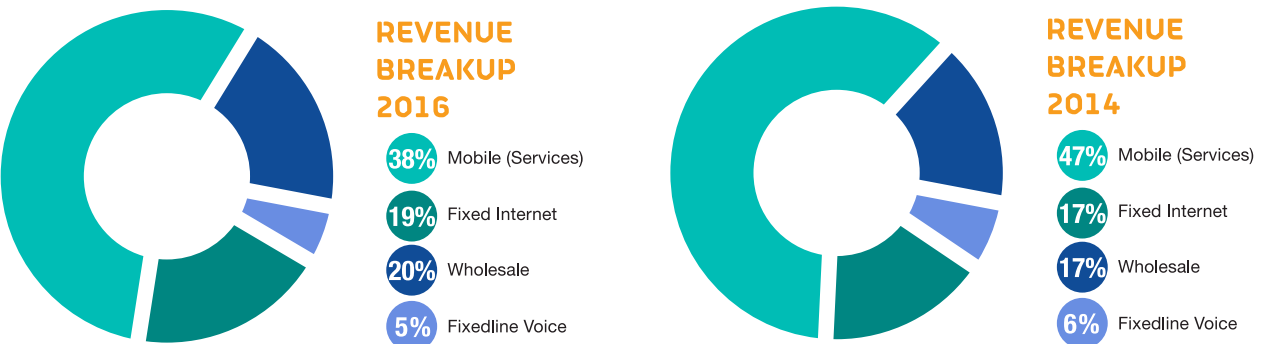 REVENUE
BREAKUP
2016
38% Mobile (Services)
19% Fixed Internet
20% Wholesale
5% Fixedline Voice
REVENUE
BREAKUP
2014
47% Mobile (Services)
17% Fixed Internet
17% Wholesale
6% Fixedline Voice